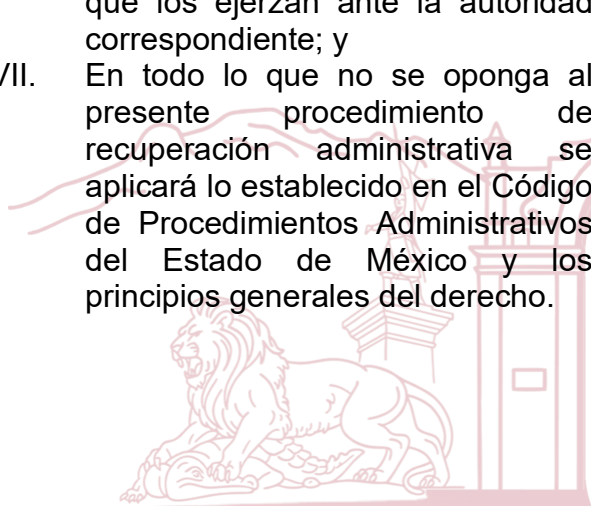 que los ejerzan ante la autoridad
correspondiente; y
VII. En todo lo que no se oponga al
presente procedimiento de
recuperación administrativa se
aplicará lo establecido en el Código
de Procedimientos Administrativos
del Estado de México y los
principios generales del derecho.